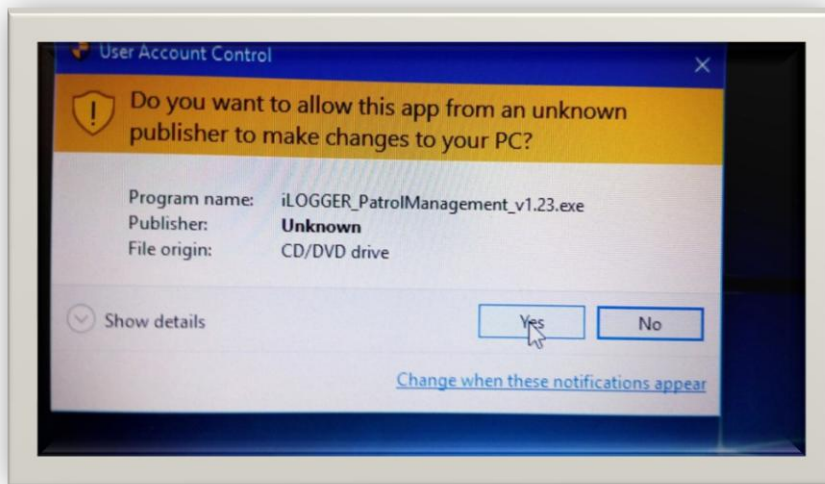 User Account Control
Do you want to allow this app from an unknown
publisher to make changes to your PC?
Program name: iLOGGER_PatrolManagement_v1.23.exe
Publisher: Unknown
File origin: CD/DVD drive
Show details
Yes
No
Change when these notifications appear